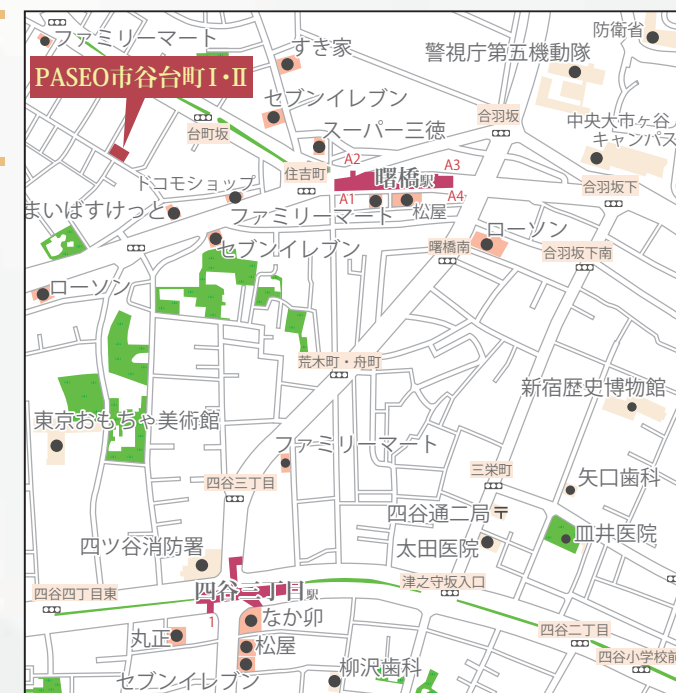 ファミリーマート
防衛省
すき家
警視庁第五機動隊
PASEO市谷台町Ⅰ・Ⅱ
セブンイレブン
合羽坂
台町坂
スーパー三徳
中央大市ヶ谷
キャンパス
住吉町
A2
A3
曙橋駅
合羽坂下
ドコモショップ
A1
A4
まいばすけっと
ファミリーマート
松屋
ローソン
セブンイレブン
曙橋南
合羽坂下南
ローソン
荒木町・舟町
新宿歴史博物館
東京おもちゃ美術館
ファミリーマート
三栄町
矢口歯科
四谷三丁目
四谷通二局〒
皿井医院
四ツ谷消防署
太田医院
津之守坂入口
四谷四丁目東
四谷三丁目駅
1
なか卯
四谷二丁目
丸正
松屋
四谷小学校前
柳沢歯科
セブンイレブン